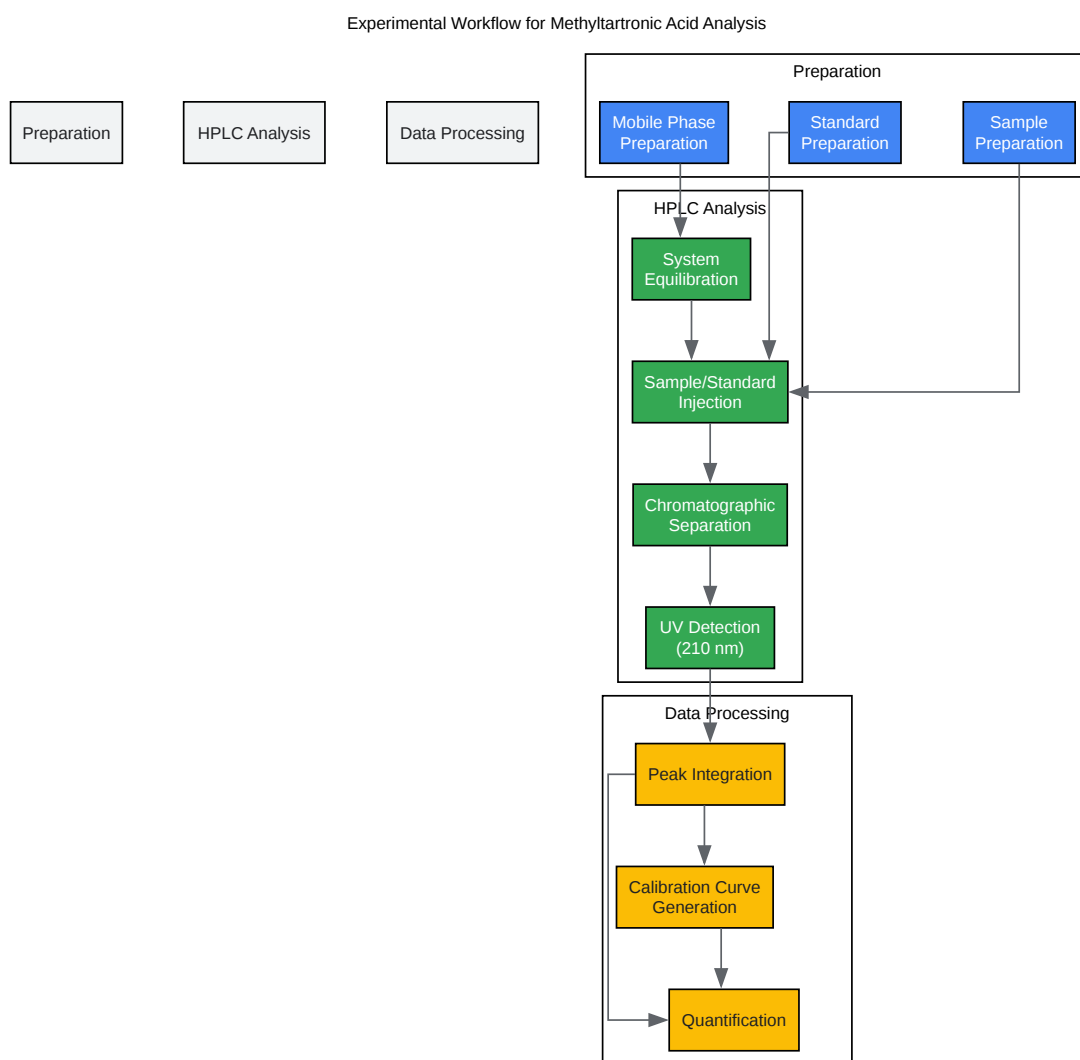 Experimental Workflow for Methyltartronic Acid Analysis
Preparation
Preparation
HPLC Analysis
Data Processing
Mobile Phase
Preparation
Standard
Preparation
Sample
Preparation
HPLC Analysis
System
Equilibration
Sample/Standard
Injection
Chromatographic
Separation
UV Detection
(210 nm)
Data Processing
Peak Integration
Calibration Curve
Generation
Quantification